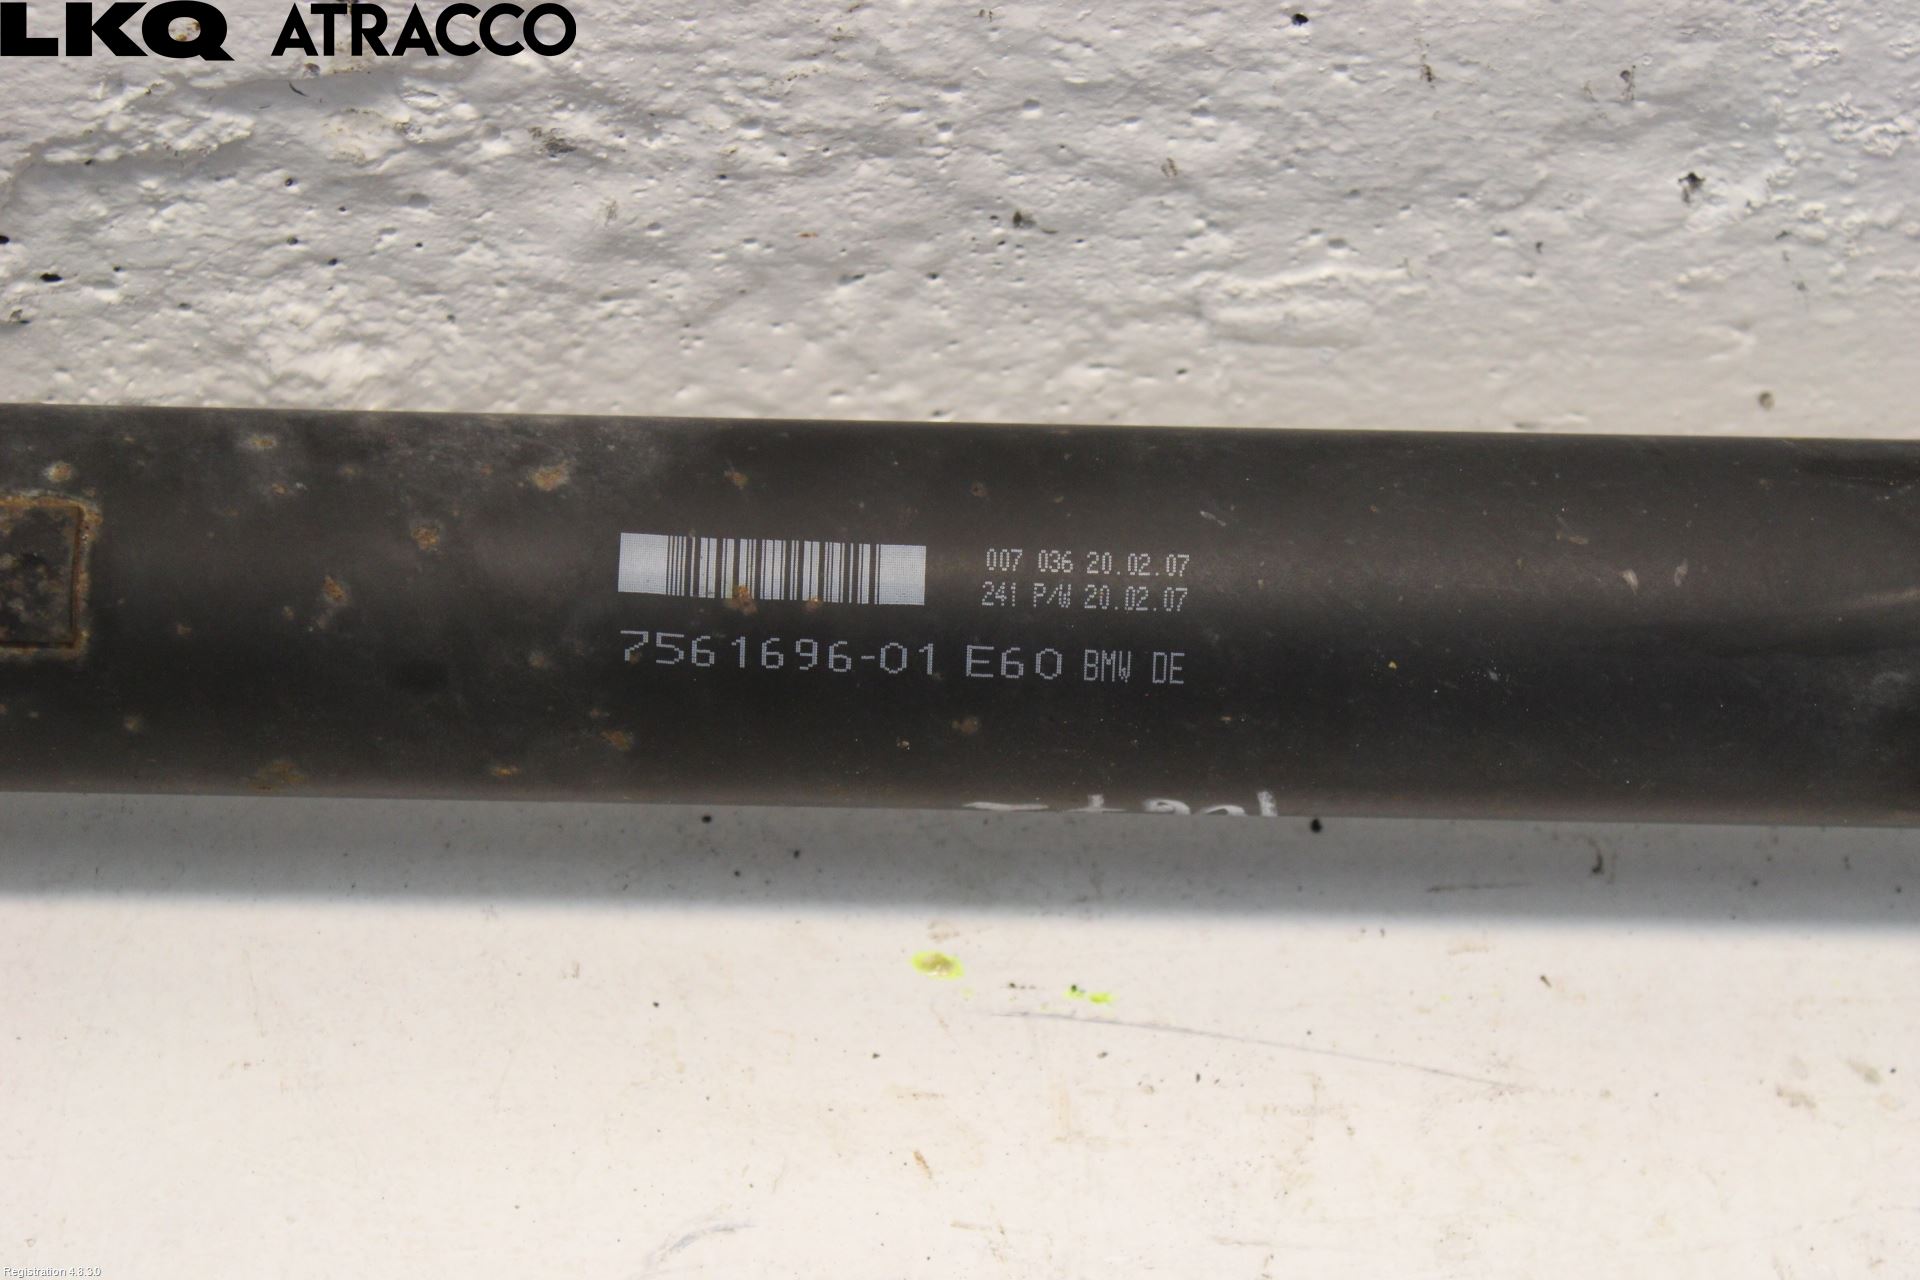 LKQ ATRACCO
007 036 20.02.07
241 P/W 20.02.07
7561696-01 E60 BMW DE
Registration 4.8.3.0